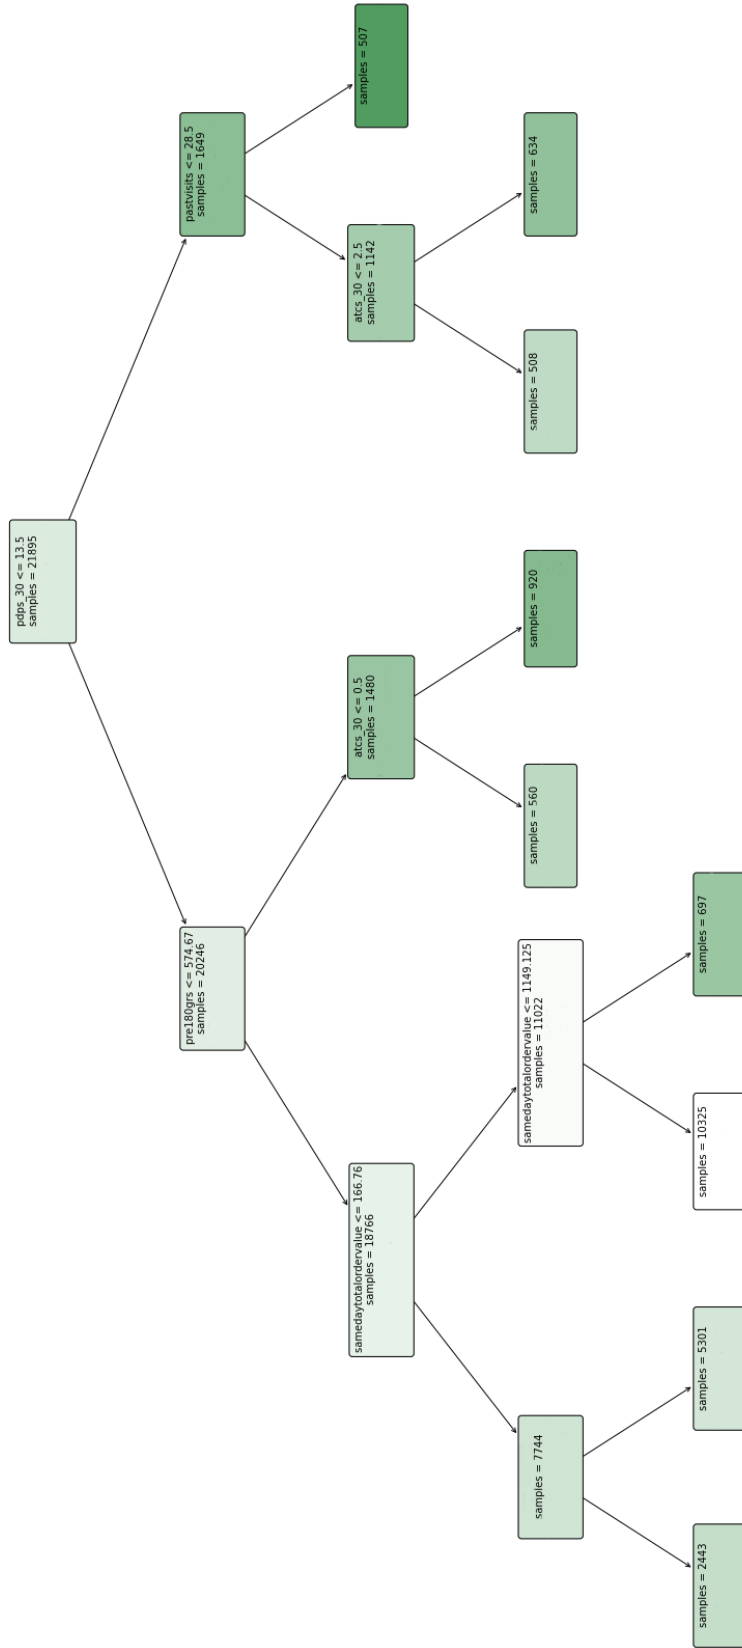 pdps_30 <= 13.5
samples = 21895
pre180grs <= 574.67
samples = 20246
pastvisits <= 28.5
samples = 1649
samedaytotalordervalue <= 166.76
samples = 18766
atcs_30 <= 0.5
samples = 1480
atcs_30 <= 2.5
samples = 1142
samples = 507
samples = 7744
samedaytotalordervalue <= 1149.125
samples = 11022
samples = 560
samples = 920
samples = 508
samples = 634
samples = 2443
samples = 5301
samples = 10325
samples = 697